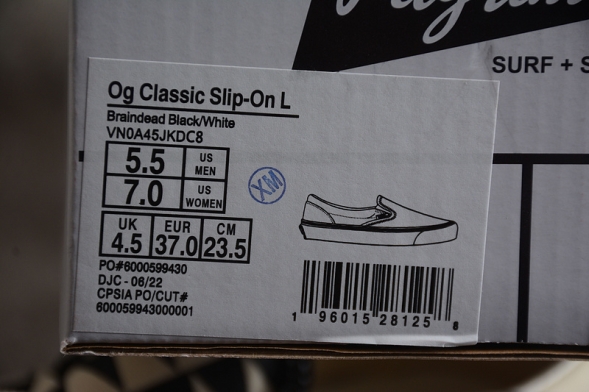 SURF + S
Og Classic Slip-On L
Braindead Black/White
VN0A45JKDC8
5.5 US MEN
7.0 US WOMEN
UK EUR CM
4.5 37.0 23.5
XM
PO#6000599430
DJC - 06/22
CPSIA PO/CUT#
600059943000001
1 96015 28125 8